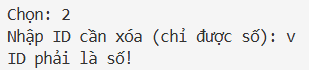 Chọn: 2
Nhập ID cần xóa (chỉ được số): v
ID phải là số!